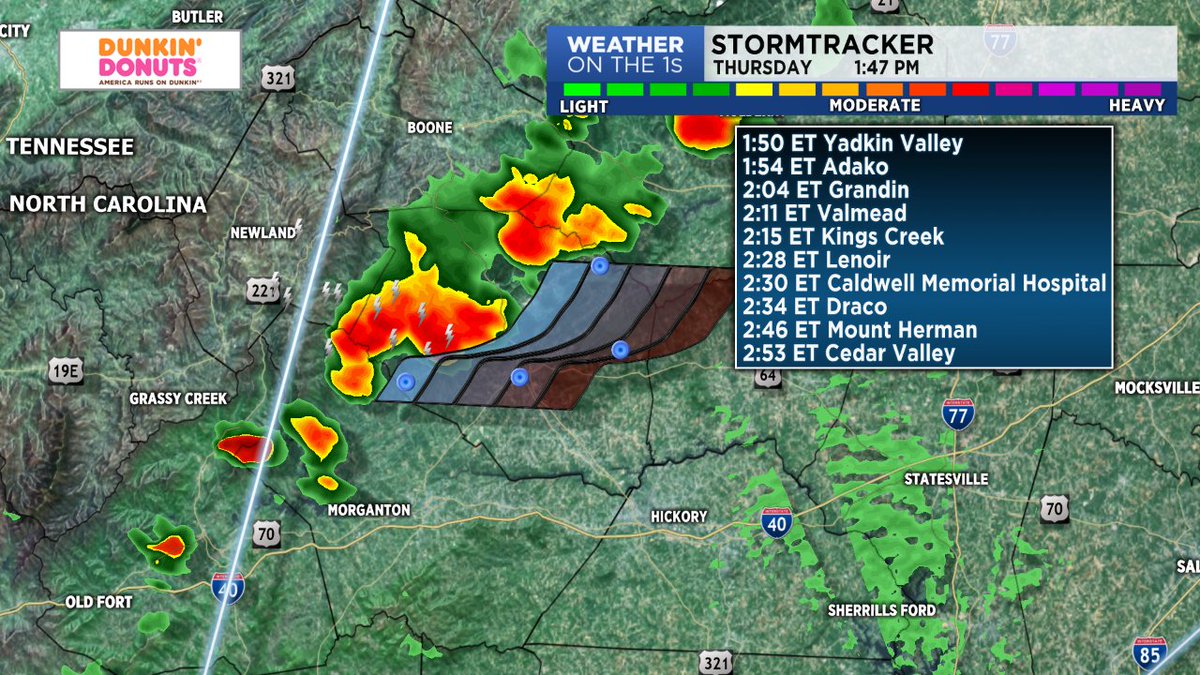 BUTLER
CITY
DUNKIN'
DONUTS
AMERICA RUNS ON DUNKIN'
321
21
77
WEATHER
ON THE 1s
STORMTRACKER
THURSDAY 1:47 PM
LIGHT MODERATE HEAVY
BOONE
TENNESSEE
NORTH CAROLINA
NEWLAND
221
19E
GRASSY CREEK
1:50 ET Yadkin Valley
1:54 ET Adako
2:04 ET Grandin
2:11 ET Valmead
2:15 ET Kings Creek
2:28 ET Lenoir
2:30 ET Caldwell Memorial Hospital
2:34 ET Draco
2:46 ET Mount Herman
2:53 ET Cedar Valley
64
MOCKSVILLE
INTERSTATE
77
STATESVILLE
MORGANTON
70
HICKORY
INTERSTATE
40
70
OLD FORT
INTERSTATE
40
SAL
SHERRILLS FORD
321
INTERSTATE
85